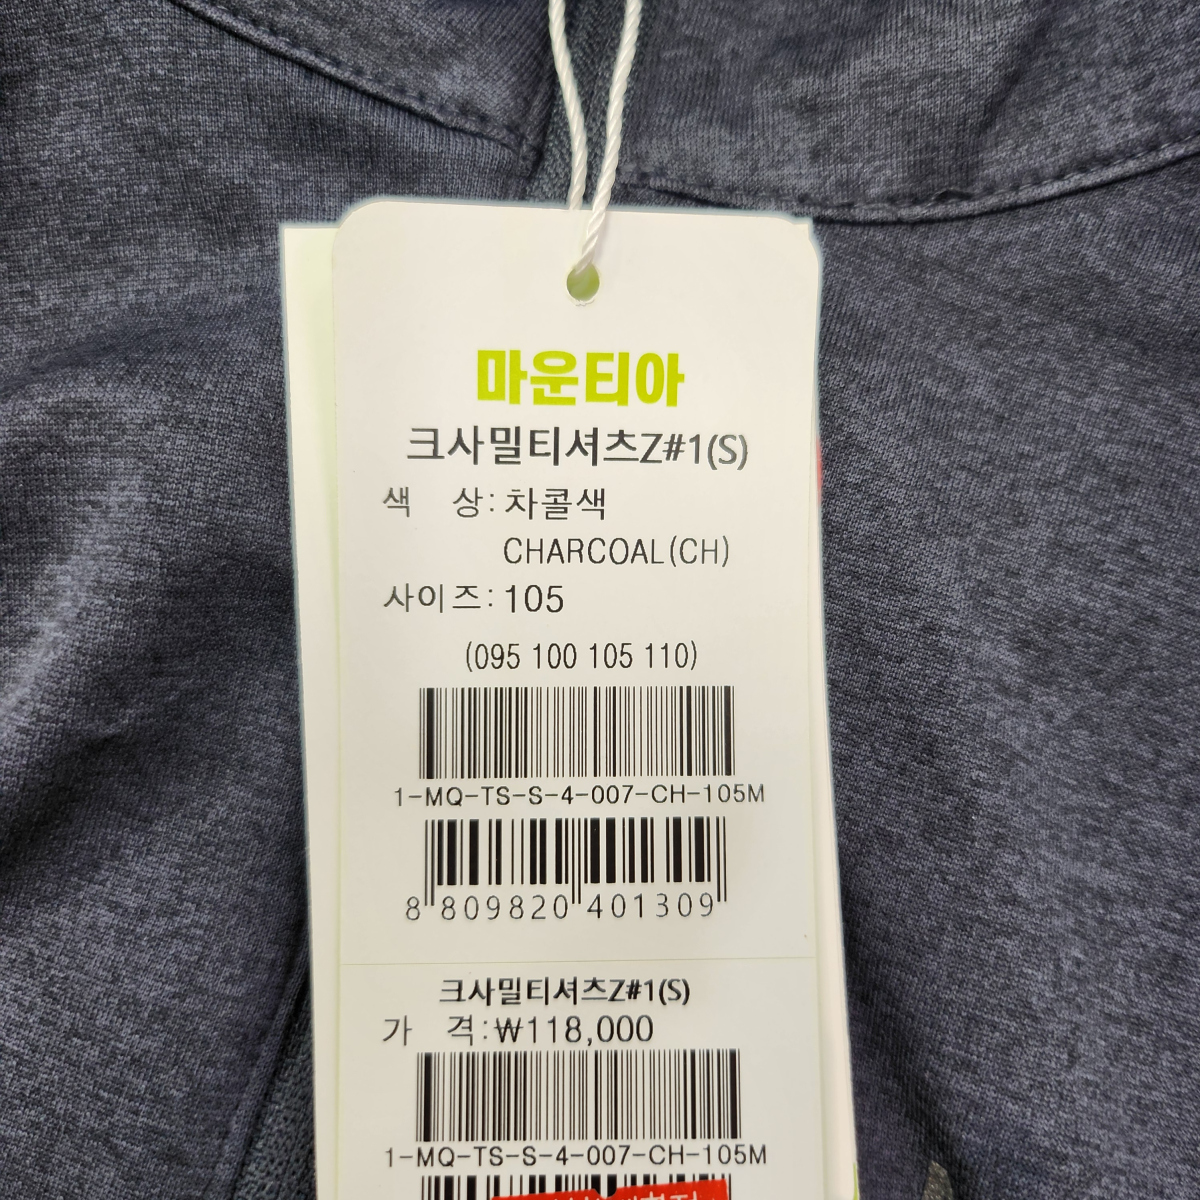 마운티아
크사밀티셔츠Z#1(S)
색 상: 차콜색
CHARCOAL(CH)
사이즈: 105
(095 100 105 110)
1-MQ-TS-S-4-007-CH-105M
8 809820 401309
크사밀티셔츠Z#1(S)
가 격:₩118,000
1-MQ-TS-S-4-007-CH-105M